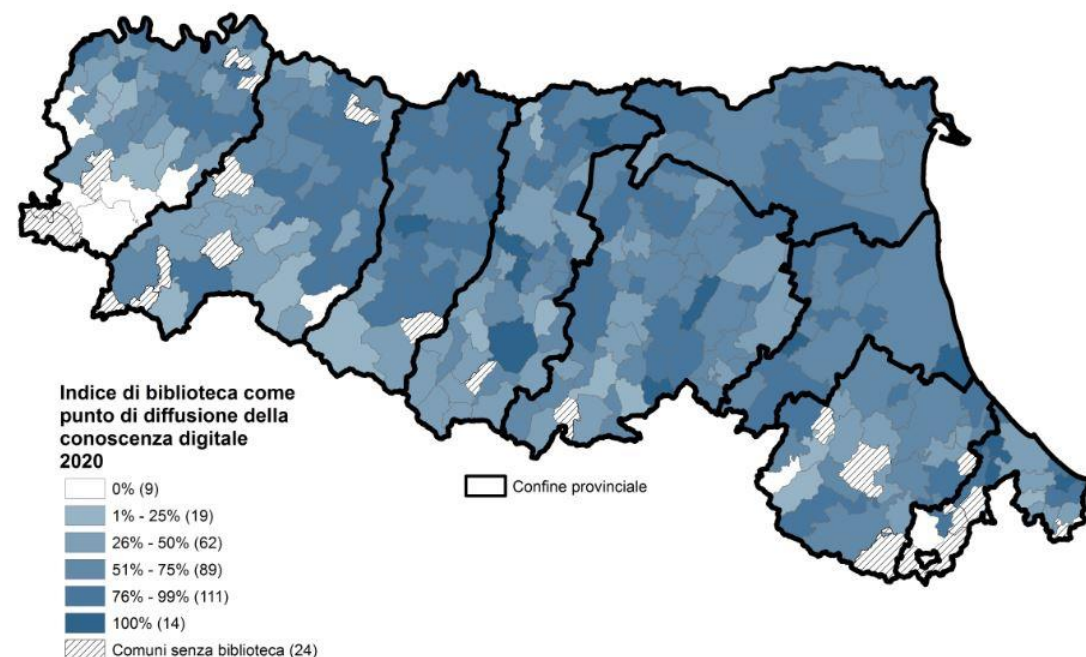 Indice di biblioteca come
punto di diffusione della
conoscenza digitale
2020
0% (9)
1% - 25% (19)
26% - 50% (62)
51% - 75% (89)
76% - 99% (111)
100% (14)
Comuni senza biblioteca (24)
Confine provinciale